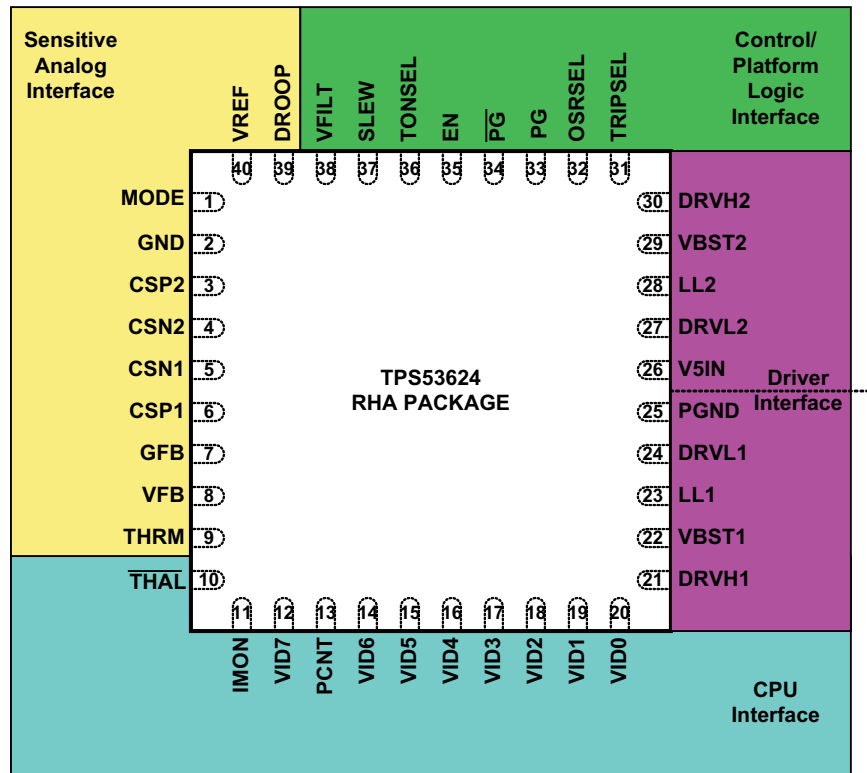 Sensitive
Analog
Interface
Control/
Platform
Logic
Interface
VREF
DROOP
VFILT
SLEW
TONSEL
EN
P̅G̅
PG
OSRSEL
TRIPSEL
40 39 38 37 36 35 34 33 32 31
MODE 1
GND 2
CSP2 3
CSN2 4
CSN1 5
CSP1 6
GFB 7
VFB 8
THRM 9
T̅H̅A̅L̅ 10
TPS53624
RHA PACKAGE
30 DRVH2
29 VBST2
28 LL2
27 DRVL2
26 V5IN
25 PGND
24 DRVL1
23 LL1
22 VBST1
21 DRVH1
Driver
Interface
11 12 13 14 15 16 17 18 19 20
IMON
VID7
PCNT
VID6
VID5
VID4
VID3
VID2
VID1
VID0
CPU
Interface